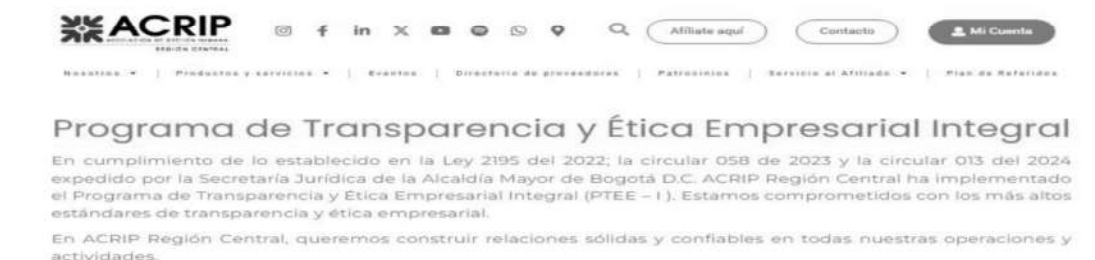 ACRIP
ASOCIACIÓN DE GESTIÓN HUMANA
REGIÓN CENTRAL
Afíliate aquí
Contacto
Mi Cuenta
Nosotros | Productos y servicios | Eventos | Directorio de proveedores | Patrocinios | Servicio al Afiliado | Plan de Referidos
Programa de Transparencia y Ética Empresarial Integral
En cumplimiento de lo establecido en la Ley 2195 del 2022; la circular 058 de 2023 y la circular 013 del 2024
expedido por la Secretaría Jurídica de la Alcaldía Mayor de Bogotá D.C. ACRIP Región Central ha implementado
el Programa de Transparencia y Ética Empresarial Integral (PTEE – I ). Estamos comprometidos con los más altos
estándares de transparencia y ética empresarial.
En ACRIP Región Central, queremos construir relaciones sólidas y confiables en todas nuestras operaciones y
actividades.